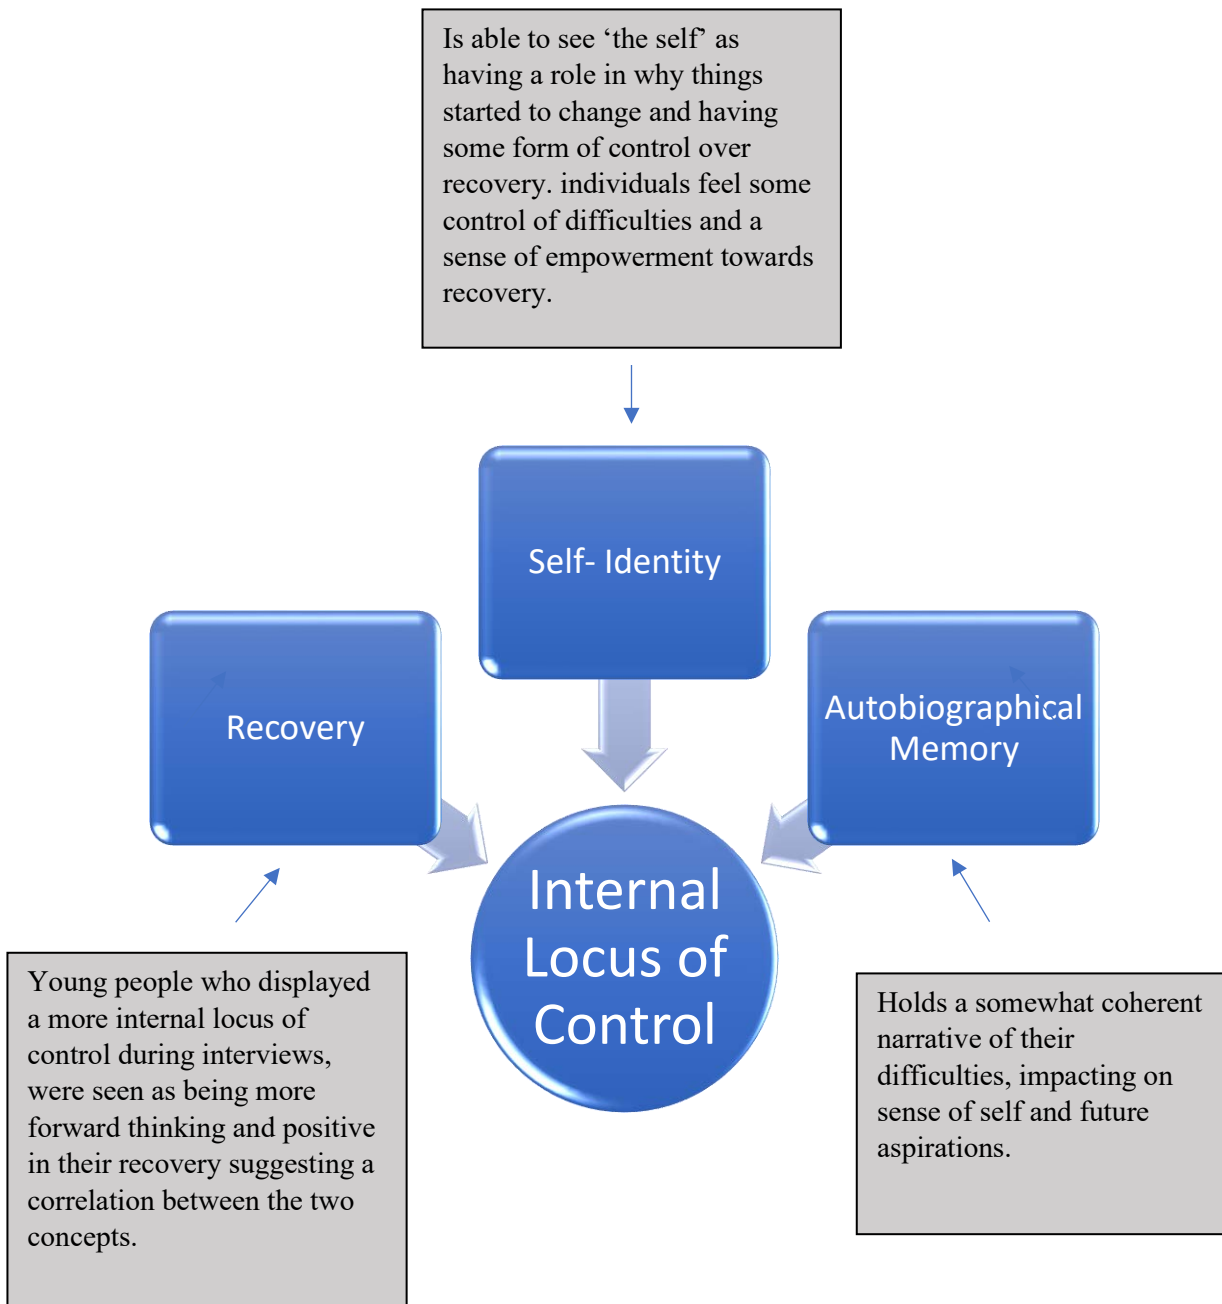 Is able to see ‘the self’ as
having a role in why things
started to change and having
some form of control over
recovery. individuals feel some
control of difficulties and a
sense of empowerment towards
recovery.
Self- Identity
Recovery
Autobiographical
Memory
Internal
Locus of
Control
Young people who displayed
a more internal locus of
control during interviews,
were seen as being more
forward thinking and positive
in their recovery suggesting a
correlation between the two
concepts.
Holds a somewhat coherent
narrative of their
difficulties, impacting on
sense of self and future
aspirations.